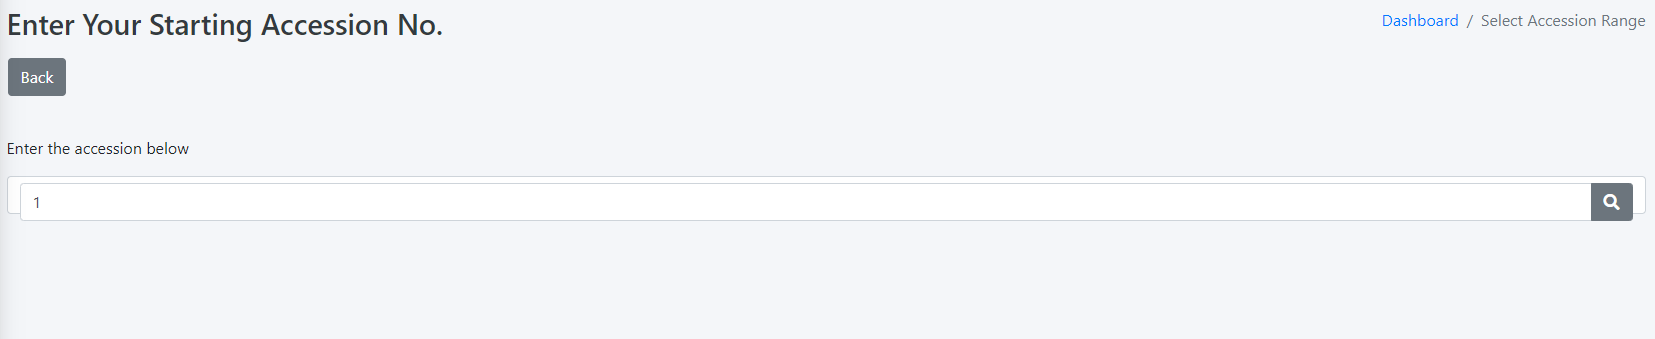 Enter Your Starting Accession No.
Dashboard / Select Accession Range
Back
Enter the accession below
1